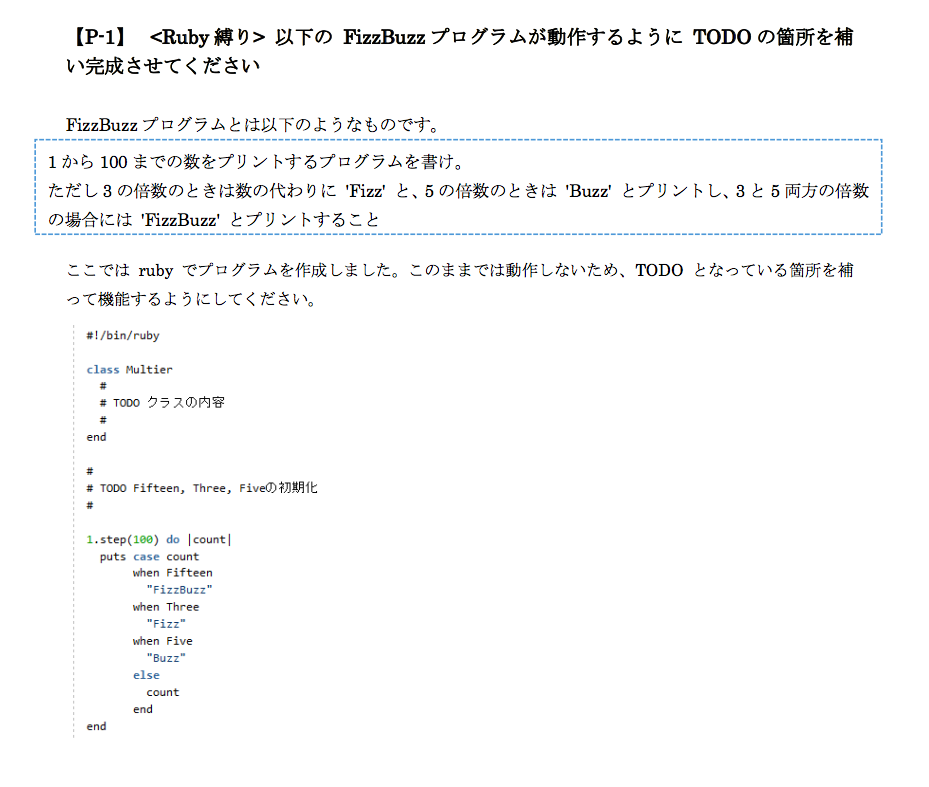 【P-1】 <Ruby 縛り> 以下の FizzBuzz プログラムが動作するように TODO の箇所を補
い完成させてください
FizzBuzz プログラムとは以下のようなものです。
1 から 100 までの数をプリントするプログラムを書け。
ただし 3 の倍数のときは数の代わりに 'Fizz' と、5 の倍数のときは 'Buzz' とプリントし、3 と 5 両方の倍数
の場合には 'FizzBuzz' とプリントすること
ここでは ruby でプログラムを作成しました。このままでは動作しないため、TODO となっている箇所を補
って機能するようにしてください。
#!/bin/ruby
class Multier
  #
  # TODO クラスの内容
  #
end
#
# TODO Fifteen, Three, Fiveの初期化
#
1.step(100) do |count|
  puts case count
       when Fifteen
         "FizzBuzz"
       when Three
         "Fizz"
       when Five
         "Buzz"
       else
         count
       end
end